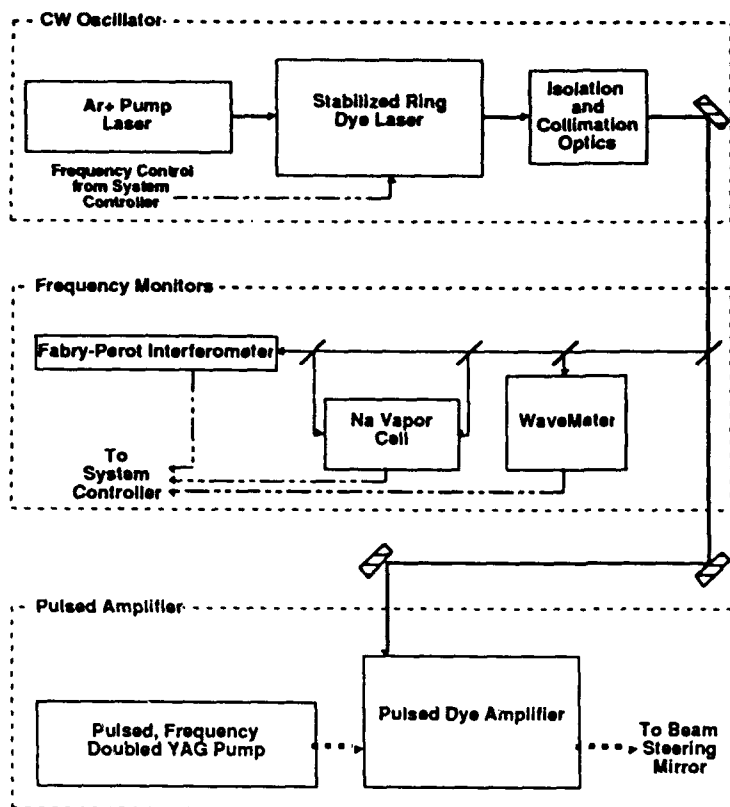 CW Oscillator
Ar+ Pump
Laser
Stabilized Ring
Dye Laser
Isolation
and
Collimation
Optics
Frequency Control
from System
Controller
Frequency Monitors
Fabry-Perot Interferometer
Na Vapor
Cell
WaveMeter
To
System
Controller
Pulsed Amplifier
Pulsed, Frequency
Doubled YAG Pump
Pulsed Dye Amplifier
To Beam
Steering
Mirror